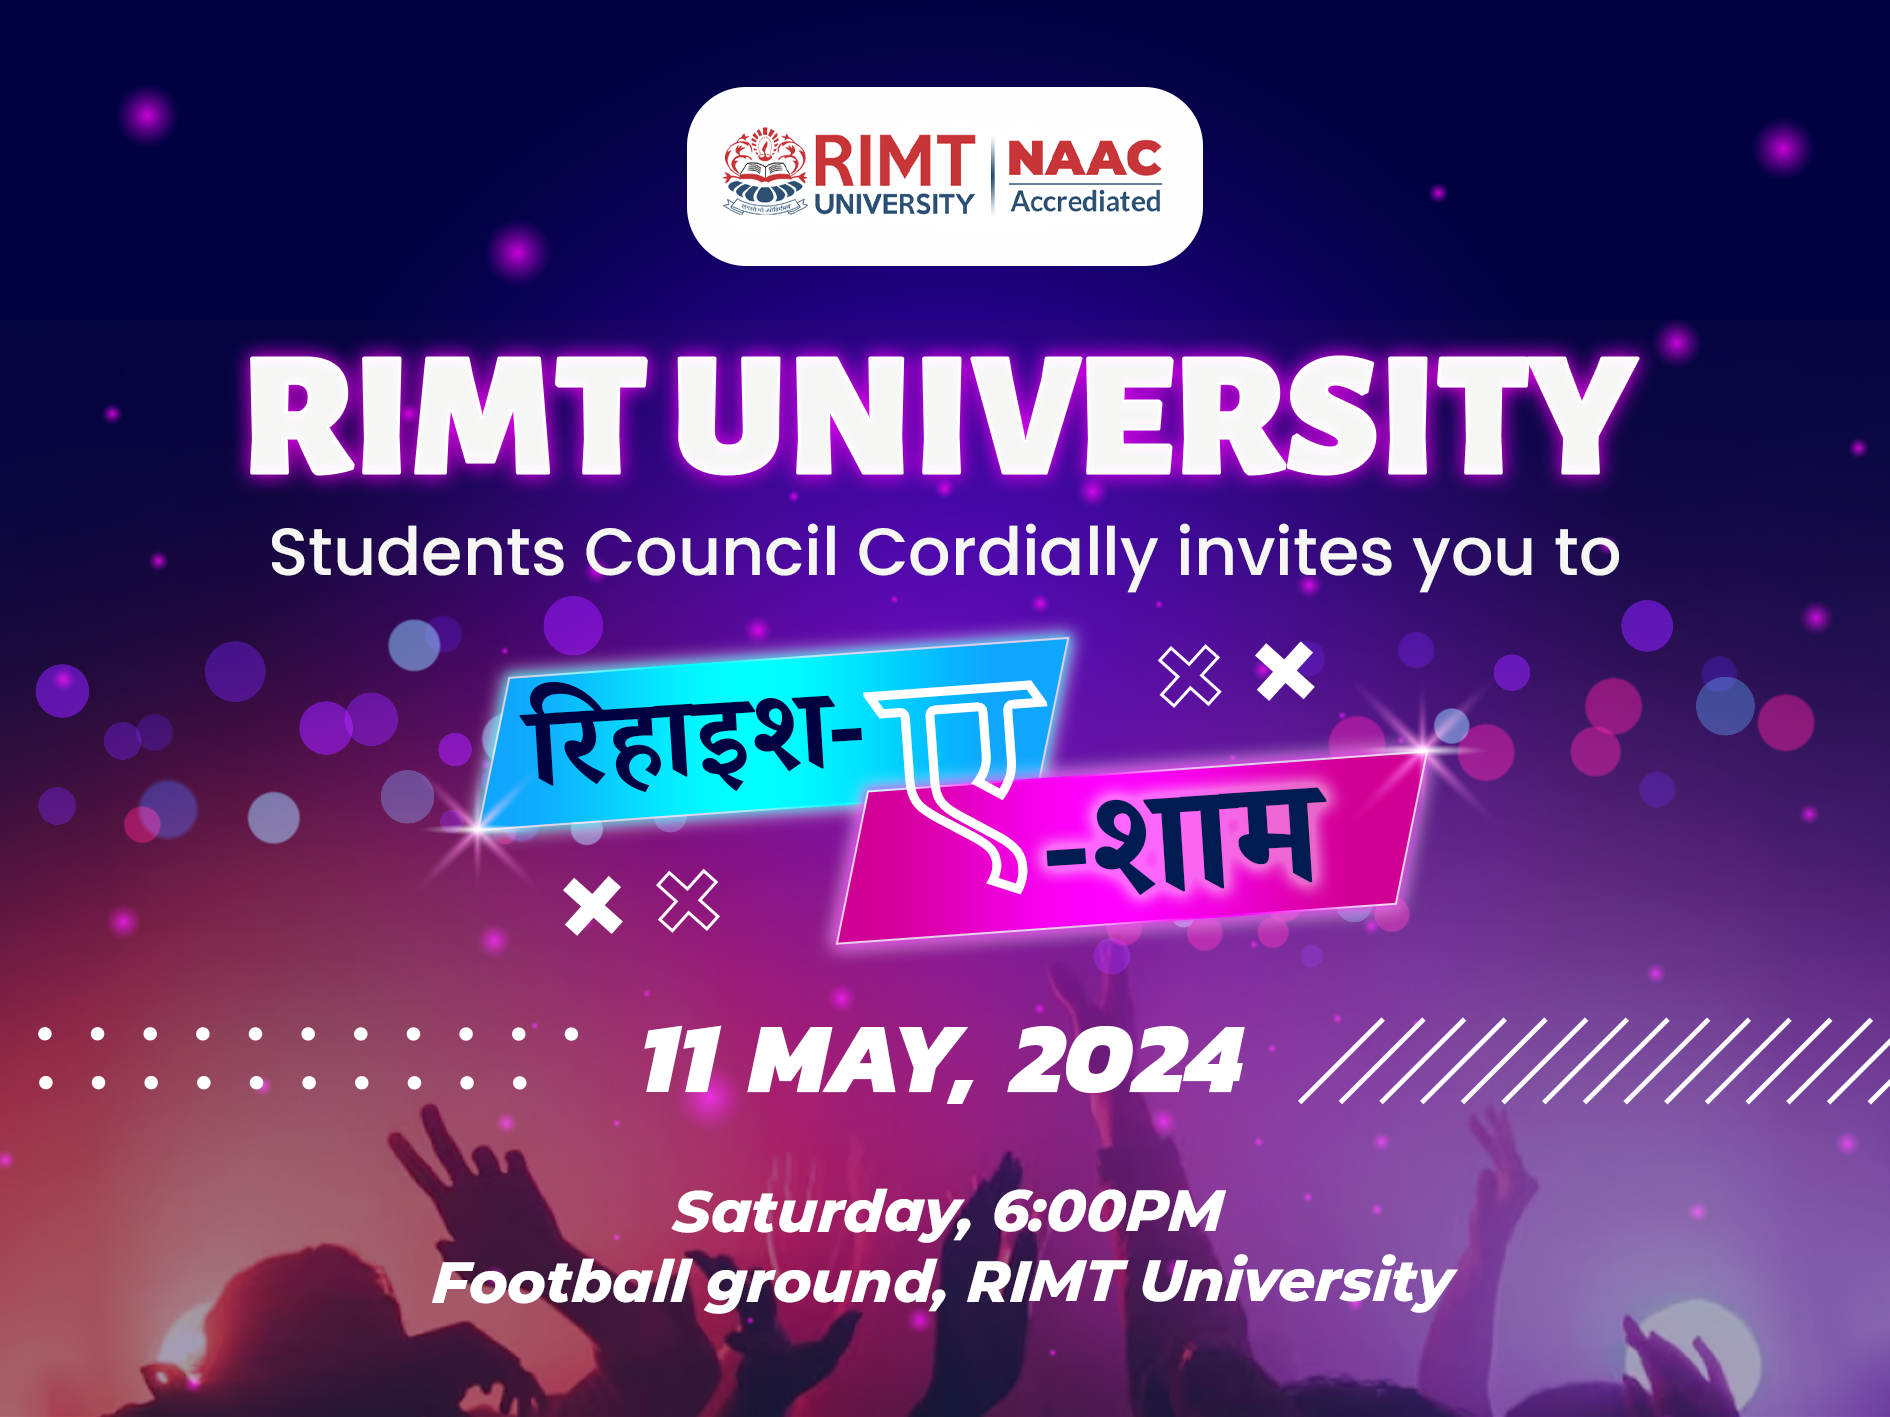 RIMT | NAAC
UNIVERSITY | Accrediated
RIMT UNIVERSITY
Students Council Cordially invites you to
रिहाइश-ए
-शाम
11 MAY, 2024
Saturday, 6:00PM
Football ground, RIMT University